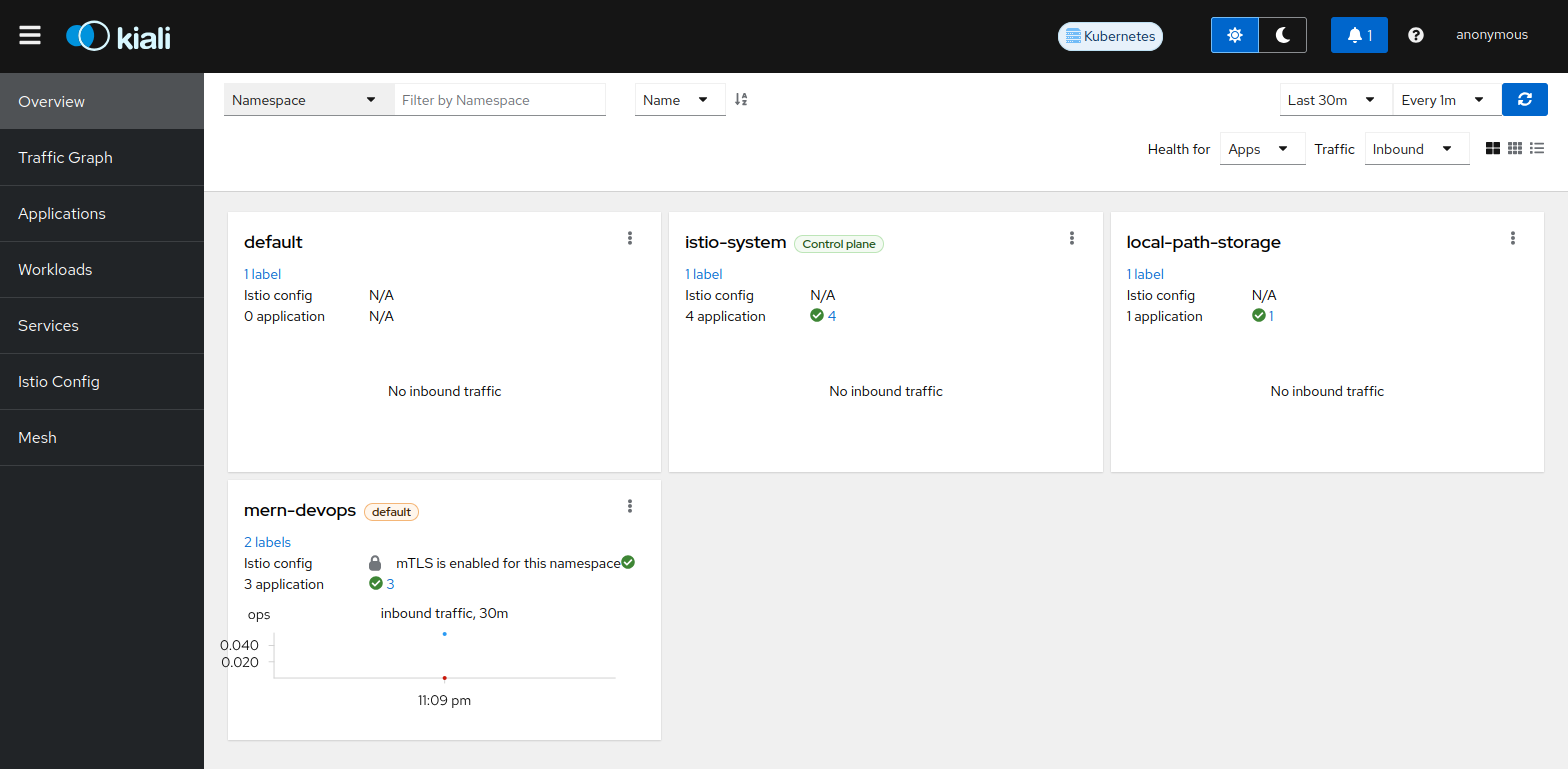 kiali
Kubernetes
1
anonymous
Overview
Traffic Graph
Applications
Workloads
Services
Istio Config
Mesh
Namespace
Filter by Namespace
Name
Last 30m
Every 1m
Health for
Apps
Traffic
Inbound
default
1 label
Istio config N/A
0 application N/A
No inbound traffic
istio-system Control plane
1 label
Istio config N/A
4 application 4
No inbound traffic
local-path-storage
1 label
Istio config N/A
1 application 1
No inbound traffic
mern-devops default
2 labels
Istio config mTLS is enabled for this namespace
3 application 3
ops inbound traffic, 30m
0.040
0.020
11:09 pm